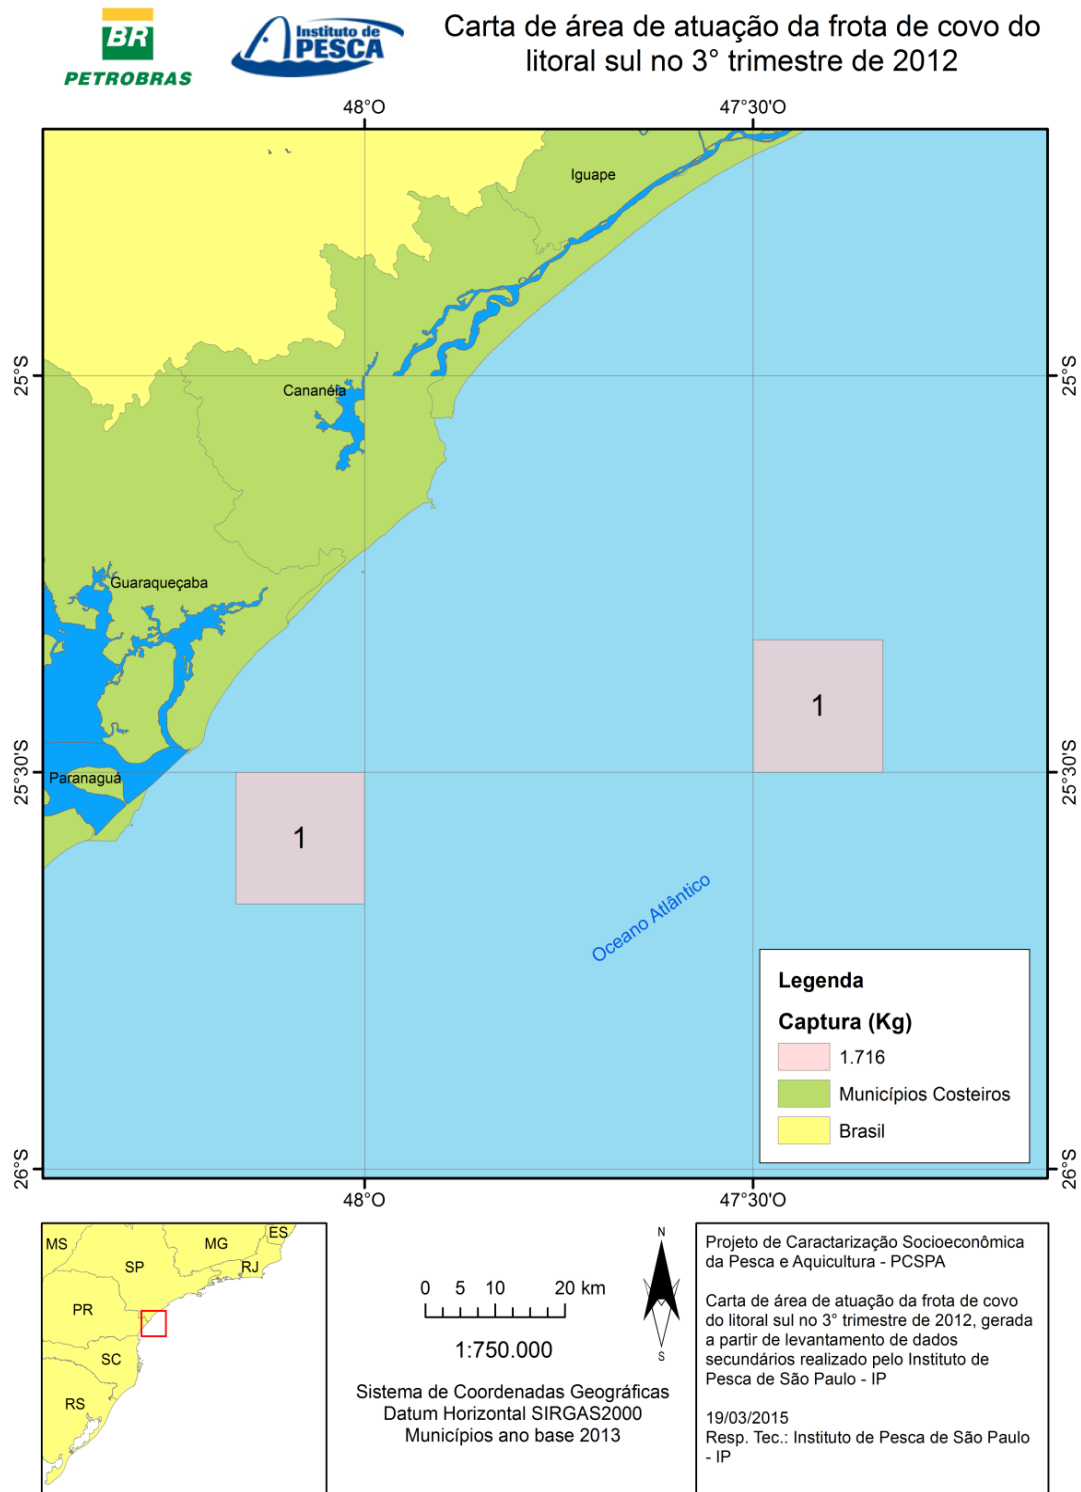 BR
PETROBRAS
Instituto de
PESCA
Carta de área de atuação da frota de covo do
litoral sul no 3° trimestre de 2012
48°O
47°30'O
Iguape
25°S
25°S
Cananéia
Guaraqueçaba
1
25°30'S
25°30'S
Paranaguá
1
Oceano Atlântico
Legenda
Captura (Kg)
1.716
Municípios Costeiros
Brasil
26°S
26°S
48°O
47°30'O
MS
MG
ES
SP
RJ
PR
SC
RS
0 5 10 20 km
1:750.000
Sistema de Coordenadas Geográficas
Datum Horizontal SIRGAS2000
Municípios ano base 2013
N
S
Projeto de Caractarização Socioeconômica
da Pesca e Aquicultura - PCSPA
Carta de área de atuação da frota de covo
do litoral sul no 3° trimestre de 2012, gerada
a partir de levantamento de dados
secundários realizado pelo Instituto de
Pesca de São Paulo - IP
19/03/2015
Resp. Tec.: Instituto de Pesca de São Paulo
- IP